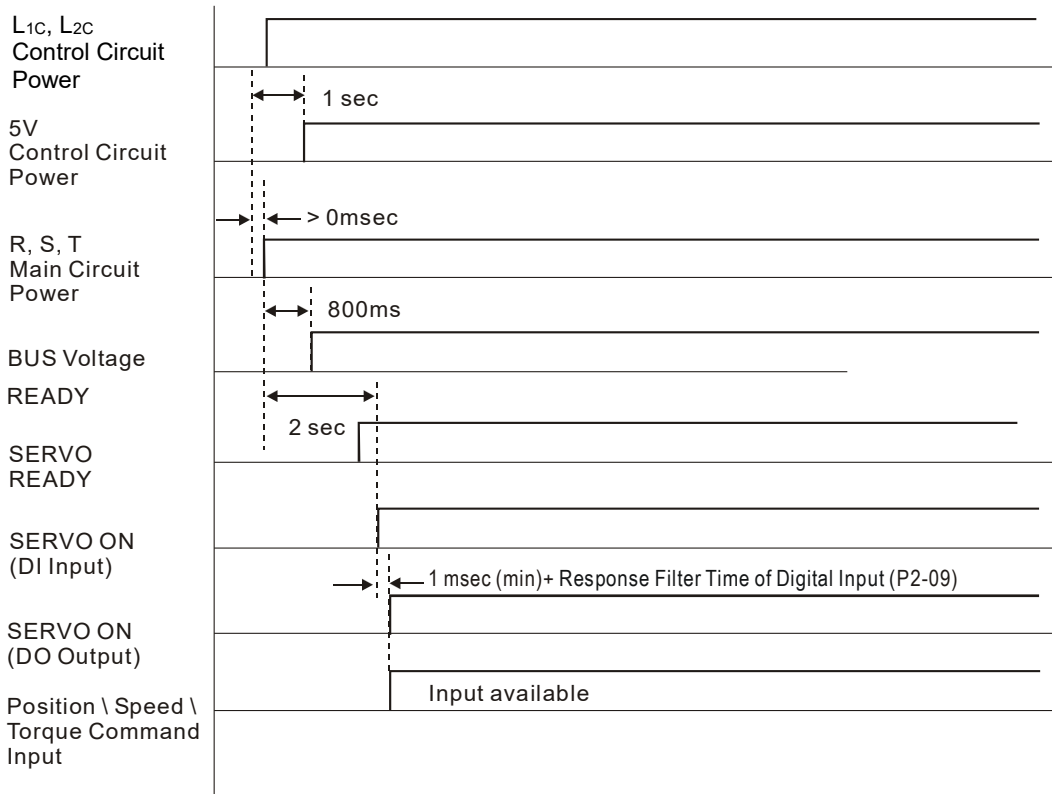 L1C, L2C
Control Circuit
Power
1 sec
5V
Control Circuit
Power
> 0msec
R, S, T
Main Circuit
Power
800ms
BUS Voltage
READY
2 sec
SERVO
READY
SERVO ON
(DI Input)
1 msec (min)+ Response Filter Time of Digital Input (P2-09)
SERVO ON
(DO Output)
Input available
Position \ Speed \
Torque Command
Input